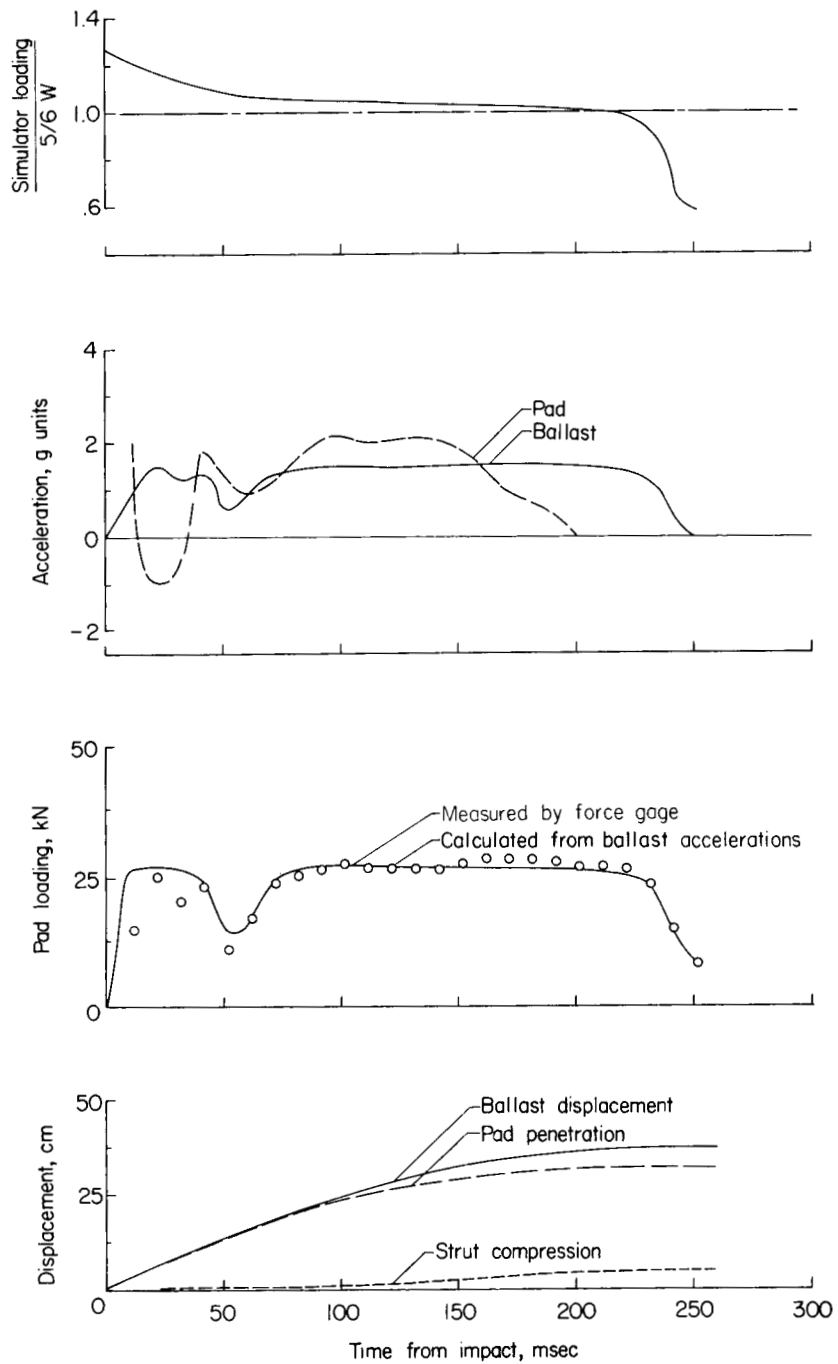 1.4
1.0
.6
Simulator loading
5/6 W
4
2
0
-2
Acceleration, g units
Pad
Ballast
50
25
0
Pad loading, kN
Measured by force gage
Calculated from ballast accelerations
50
25
Displacement, cm
Ballast displacement
Pad penetration
Strut compression
0 50 100 150 200 250 300
Time from impact, msec